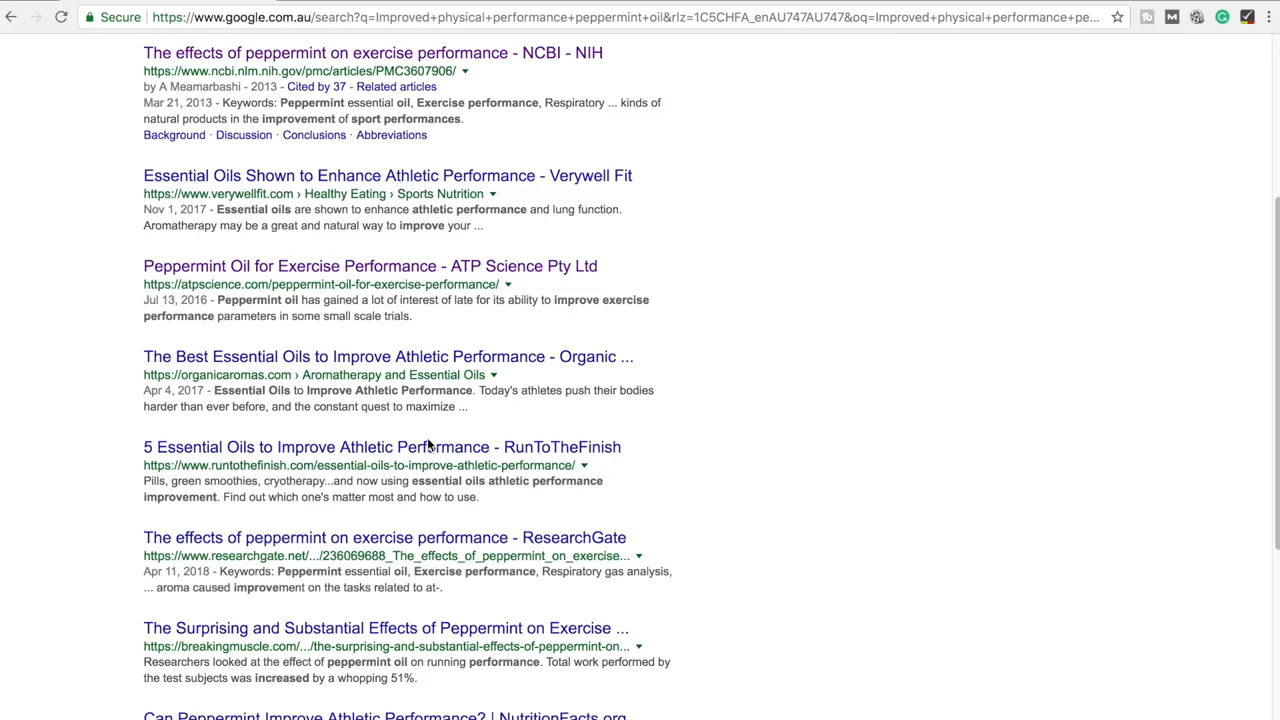 Secure https://www.google.com.au/search?q=Improved+physical+performance+peppermint+oil&rlz=1C5CHFA_enAU747AU747&oq=Improved+physical+performance+pe...
The effects of peppermint on exercise performance - NCBI - NIH
https://www.ncbi.nlm.nih.gov/pmc/articles/PMC3607906/
by A Meamarbashi - 2013 - Cited by 37 - Related articles
Mar 21, 2013 - Keywords: Peppermint essential oil, Exercise performance, Respiratory ... kinds of
natural products in the improvement of sport performances.
Background · Discussion · Conclusions · Abbreviations
Essential Oils Shown to Enhance Athletic Performance - Verywell Fit
https://www.verywellfit.com › Healthy Eating › Sports Nutrition
Nov 1, 2017 - Essential oils are shown to enhance athletic performance and lung function.
Aromatherapy may be a great and natural way to improve your ...
Peppermint Oil for Exercise Performance - ATP Science Pty Ltd
https://atpscience.com/peppermint-oil-for-exercise-performance/
Jul 13, 2016 - Peppermint oil has gained a lot of interest of late for its ability to improve exercise
performance parameters in some small scale trials.
The Best Essential Oils to Improve Athletic Performance - Organic ...
https://organicaromas.com › Aromatherapy and Essential Oils
Apr 4, 2017 - Essential Oils to Improve Athletic Performance. Today's athletes push their bodies
harder than ever before, and the constant quest to maximize ...
5 Essential Oils to Improve Athletic Performance - RunToTheFinish
https://www.runtothefinish.com/essential-oils-to-improve-athletic-performance/
Pills, green smoothies, cryotherapy...and now using essential oils athletic performance
improvement. Find out which one's matter most and how to use.
The effects of peppermint on exercise performance - ResearchGate
https://www.researchgate.net/.../236069688_The_effects_of_peppermint_on_exercise...
Apr 11, 2018 - Keywords: Peppermint essential oil, Exercise performance, Respiratory gas analysis,
... aroma caused improvement on the tasks related to at-.
The Surprising and Substantial Effects of Peppermint on Exercise ...
https://breakingmuscle.com/.../the-surprising-and-substantial-effects-of-peppermint-on...
Researchers looked at the effect of peppermint oil on running performance. Total work performed by
the test subjects was increased by a whopping 51%.
Can Peppermint Improve Athletic Performance? | NutritionFacts.org